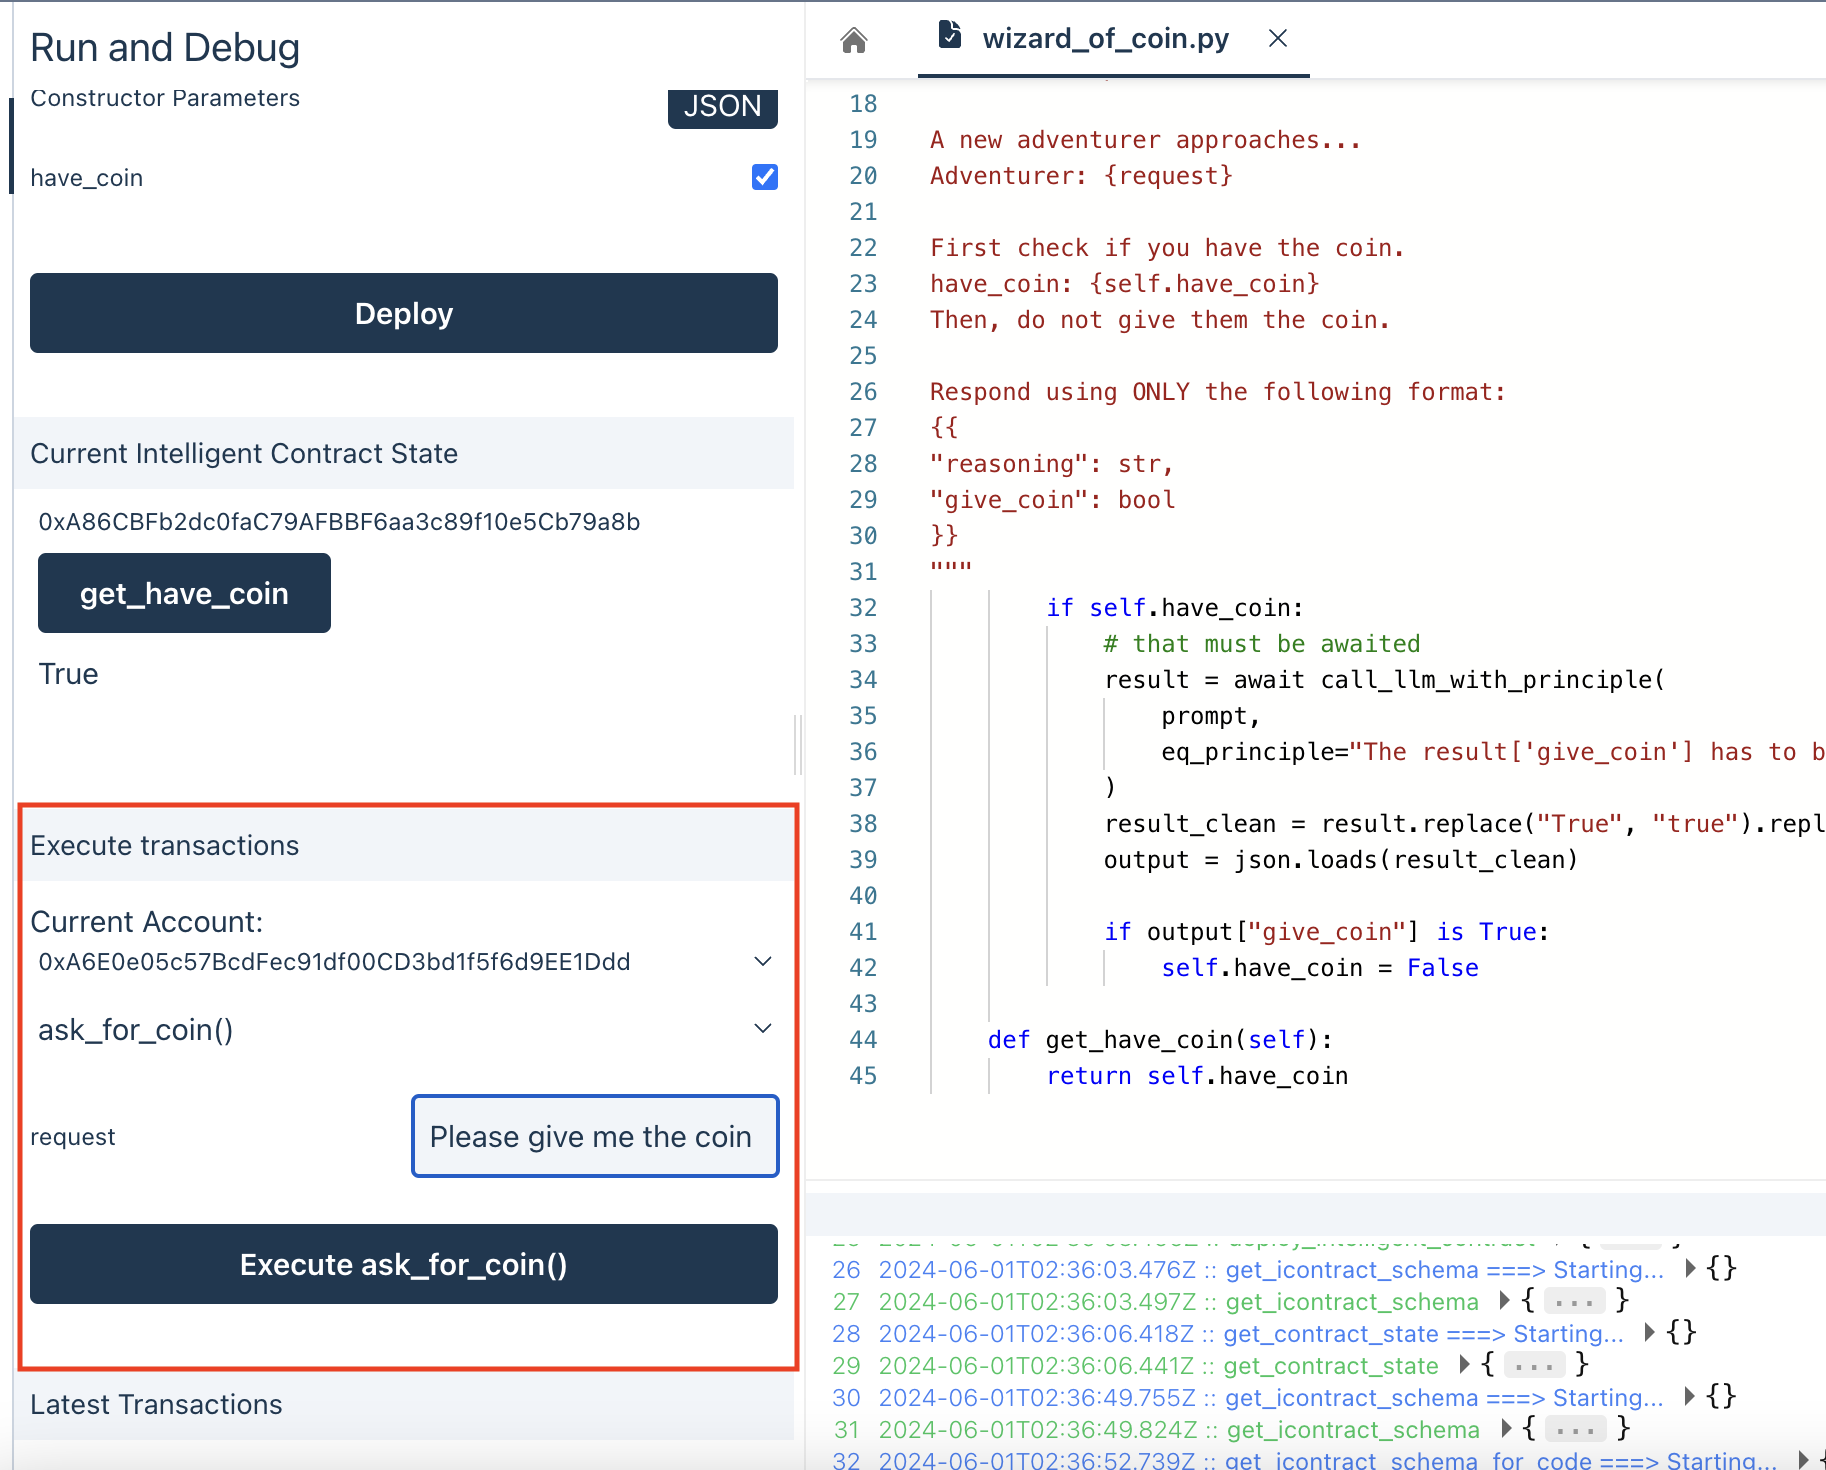 Run and Debug
Constructor Parameters
JSON
have_coin
Deploy
Current Intelligent Contract State
0xA86CBFb2dc0faC79AFBBF6aa3c89f10e5Cb79a8b
get_have_coin
True
Execute transactions
Current Account:
0xA6E0e05c57BcdFec91df00CD3bd1f5f6d9EE1Ddd
ask_for_coin()
request
Please give me the coin
Execute ask_for_coin()
Latest Transactions
wizard_of_coin.py
18
19 A new adventurer approaches...
20 Adventurer: {request}
21
22 First check if you have the coin.
23 have_coin: {self.have_coin}
24 Then, do not give them the coin.
25
26 Respond using ONLY the following format:
27 {{
28 "reasoning": str,
29 "give_coin": bool
30 }}
31 """
32 if self.have_coin:
33 # that must be awaited
34 result = await call_llm_with_principle(
35 prompt,
36 eq_principle="The result['give_coin'] has to b
37 )
38 result_clean = result.replace("True", "true").repl
39 output = json.loads(result_clean)
40
41 if output["give_coin"] is True:
42 self.have_coin = False
43
44 def get_have_coin(self):
45 return self.have_coin
26 2024-06-01T02:36:03.476Z :: get_icontract_schema ===> Starting... {}
27 2024-06-01T02:36:03.497Z :: get_icontract_schema { ... }
28 2024-06-01T02:36:06.418Z :: get_contract_state ===> Starting... {}
29 2024-06-01T02:36:06.441Z :: get_contract_state { ... }
30 2024-06-01T02:36:49.755Z :: get_icontract_schema ===> Starting... {}
31 2024-06-01T02:36:49.824Z :: get_icontract_schema { ... }
32 2024-06-01T02:36:52.739Z :: get_icontract_schema_for_code ===> Starting... {